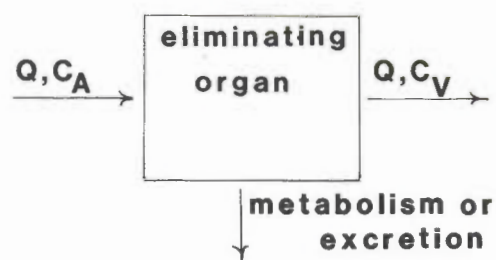 eliminating
organ
Q,C_A
Q,C_V
metabolism or
excretion